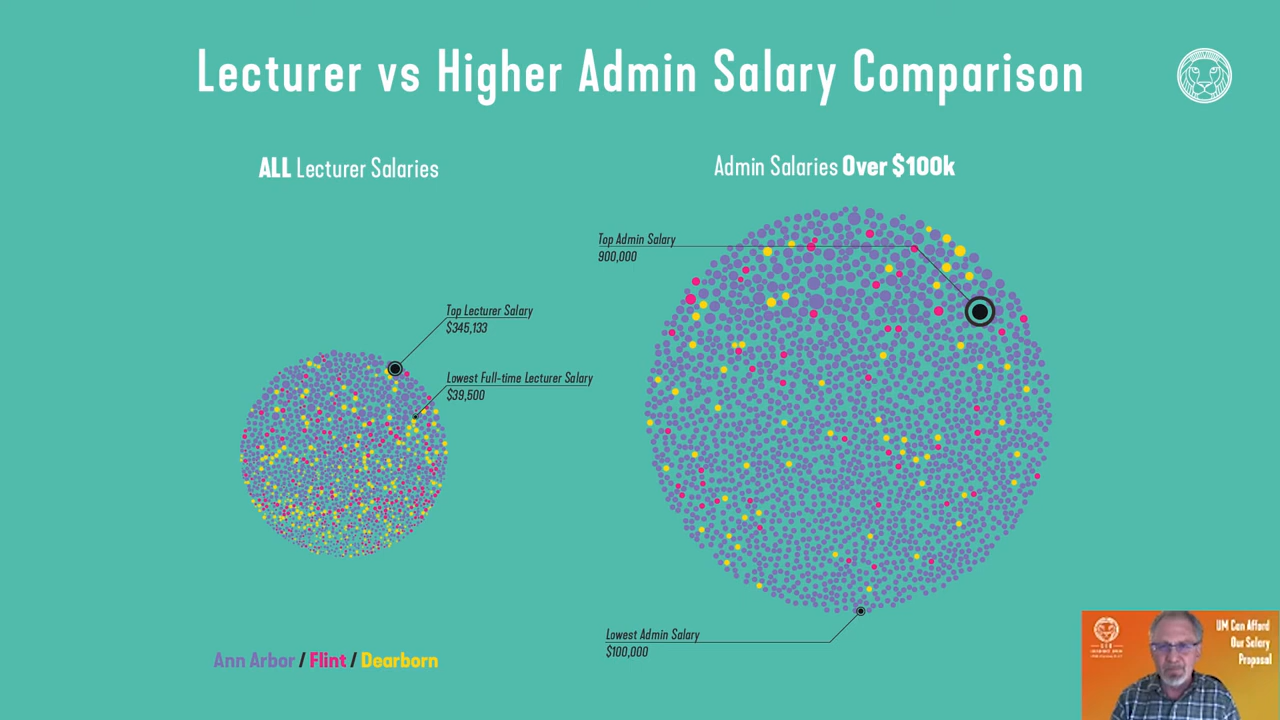 Lecturer vs Higher Admin Salary Comparison
ALL Lecturer Salaries
Admin Salaries Over $100k
Top Admin Salary
900,000
Top Lecturer Salary
$345,133
Lowest Full-time Lecturer Salary
$39,500
Lowest Admin Salary
$100,000
Ann Arbor / Flint / Dearborn
UM Can Afford
Our Salary
Proposal